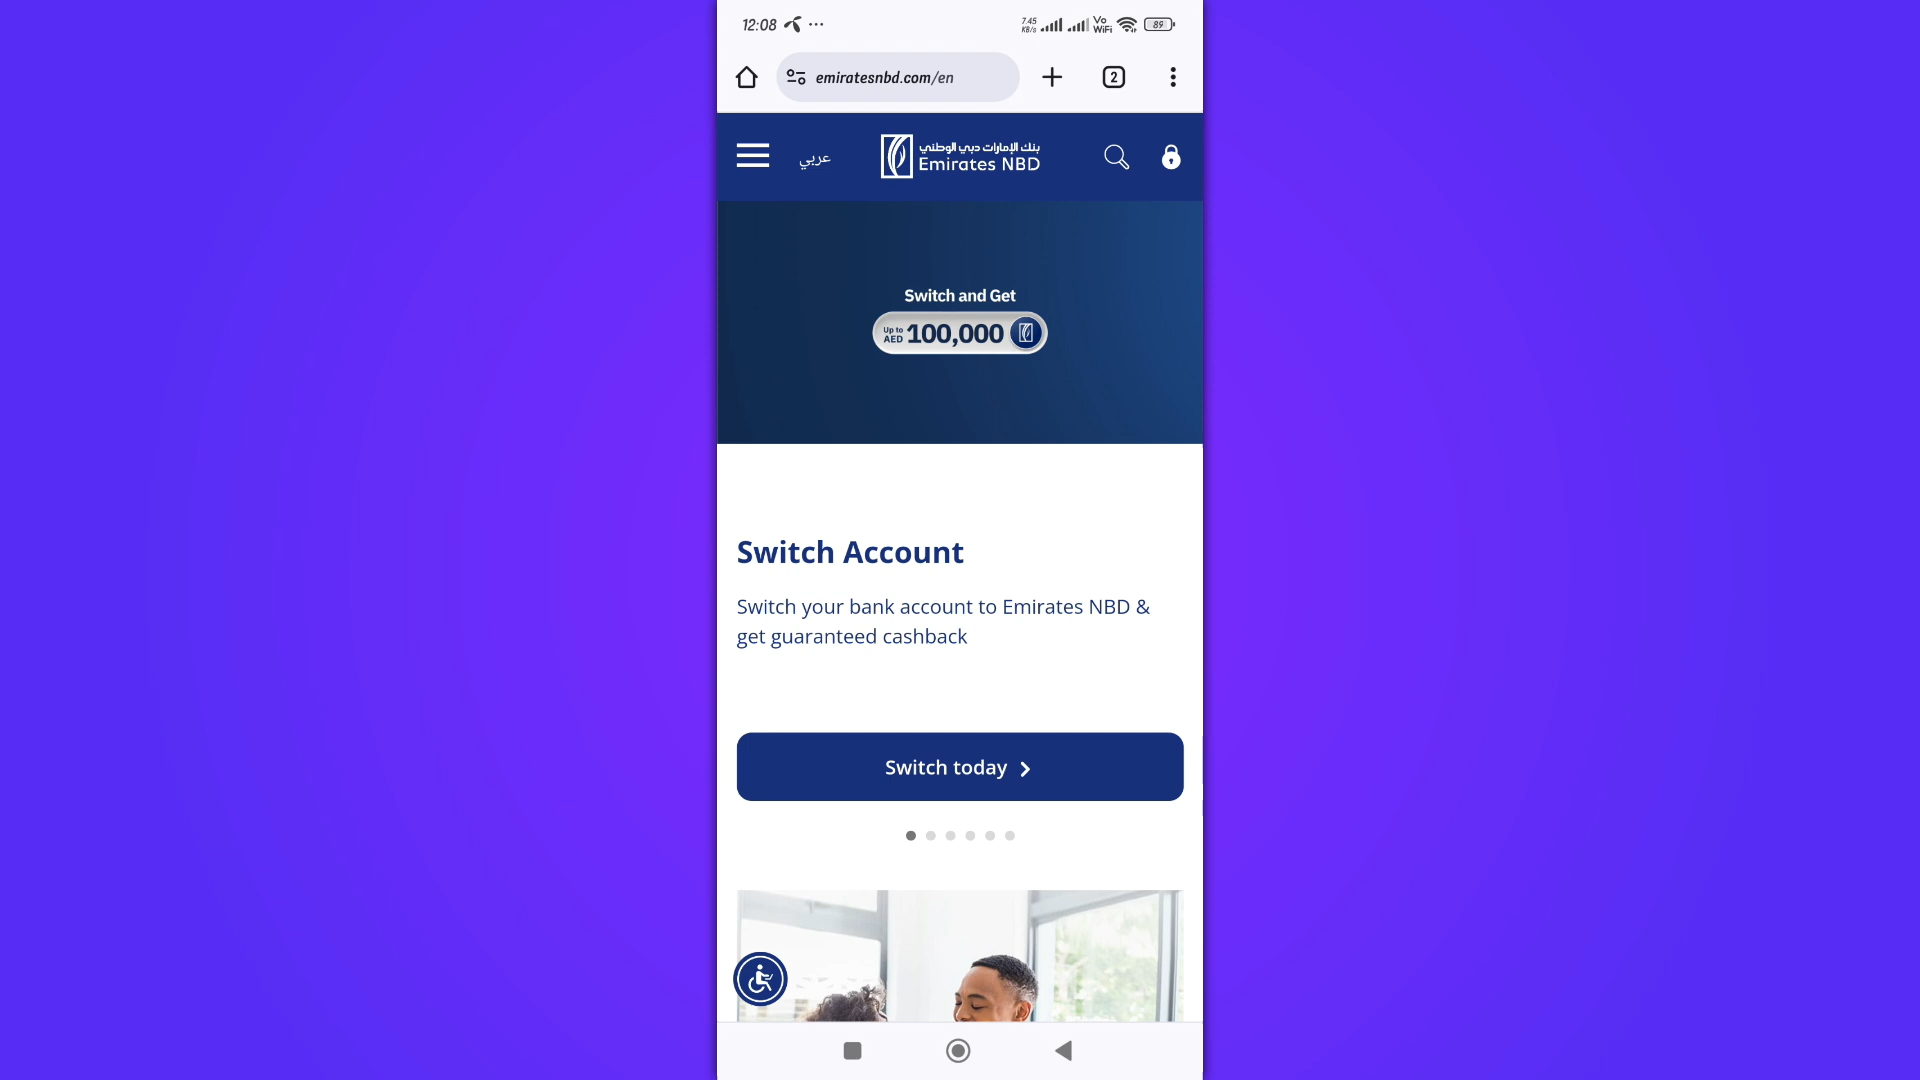 12:08
7.45
KB/s
Vo
WiFi
89
emiratesnbd.com/en
2
عربي
بنك الإمارات دبي الوطني
Emirates NBD
Switch and Get
Up to
AED 100,000
Switch Account
Switch your bank account to Emirates NBD &
get guaranteed cashback
Switch today